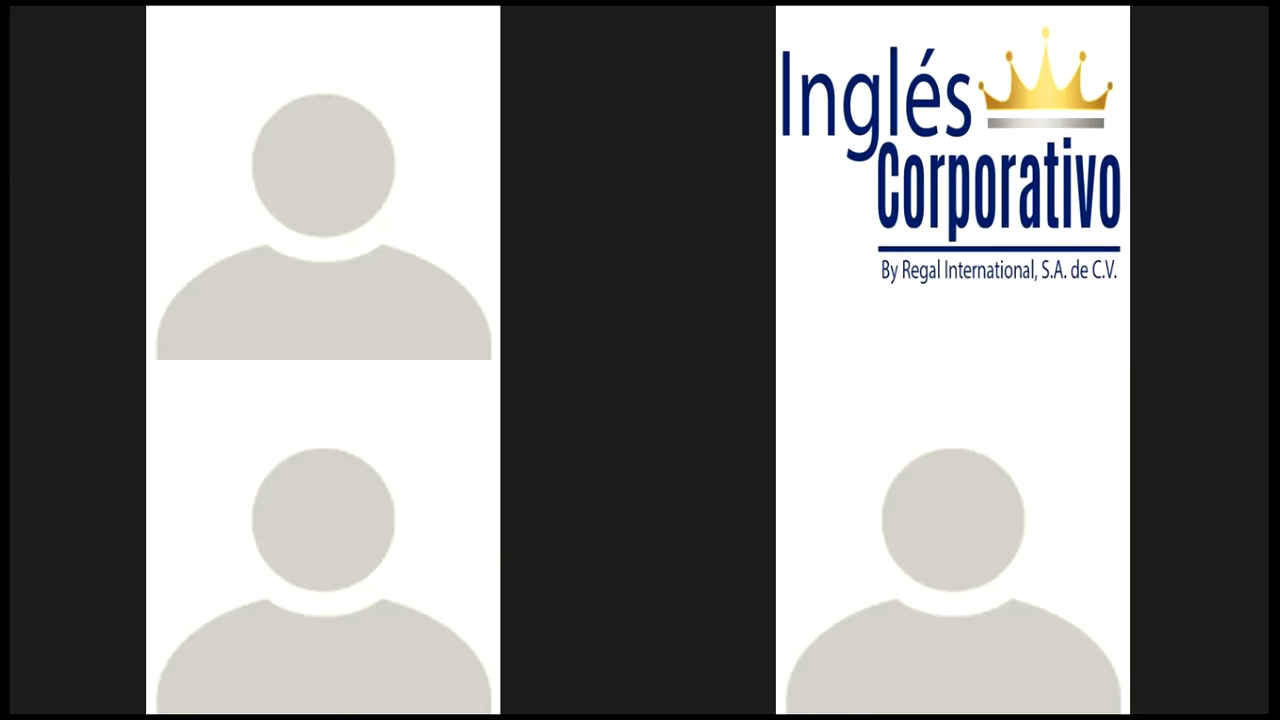 Inglés
Corporativo
By Regal International, S.A. de C.V.